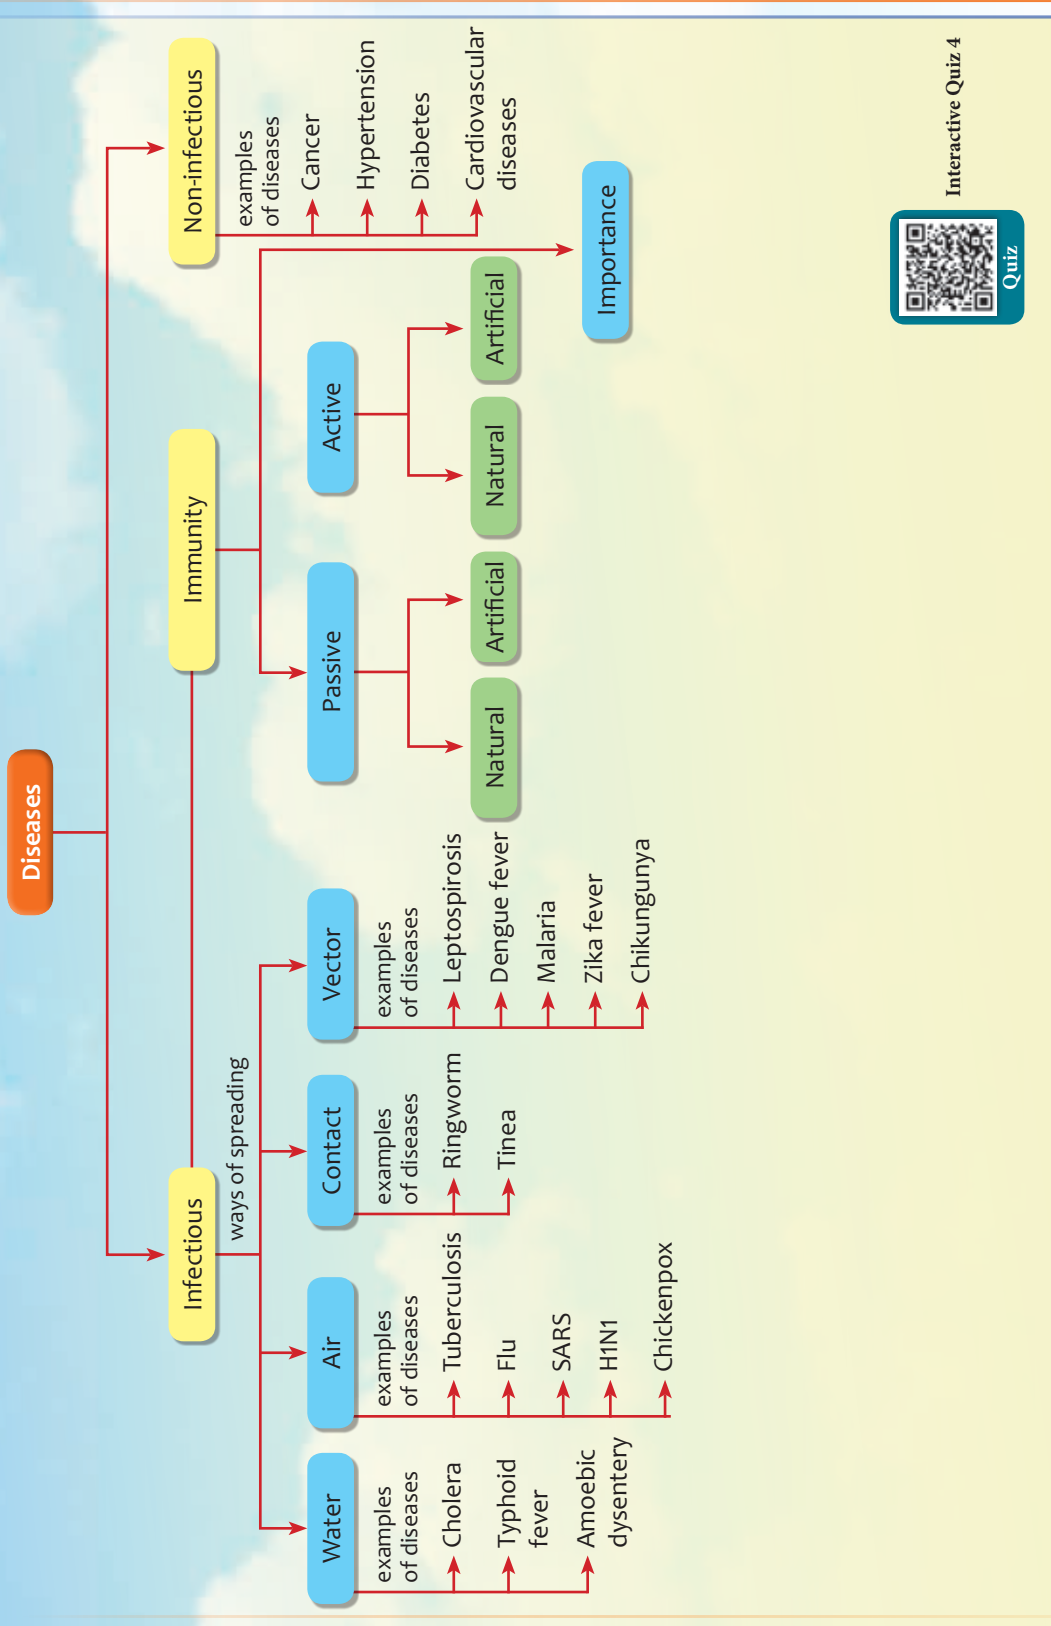 Diseases
Infectious
Immunity
Non-infectious
ways of spreading
examples
of diseases
Cancer
Hypertension
Diabetes
Cardiovascular
diseases
Water
Air
Contact
Vector
Passive
Active
Importance
examples
of diseases
Cholera
Typhoid
fever
Amoebic
dysentery
examples
of diseases
Tuberculosis
Flu
SARS
H1N1
Chickenpox
examples
of diseases
Ringworm
Tinea
examples
of diseases
Leptospirosis
Dengue fever
Malaria
Zika fever
Chikungunya
Natural
Artificial
Natural
Artificial
Interactive Quiz 4
Quiz